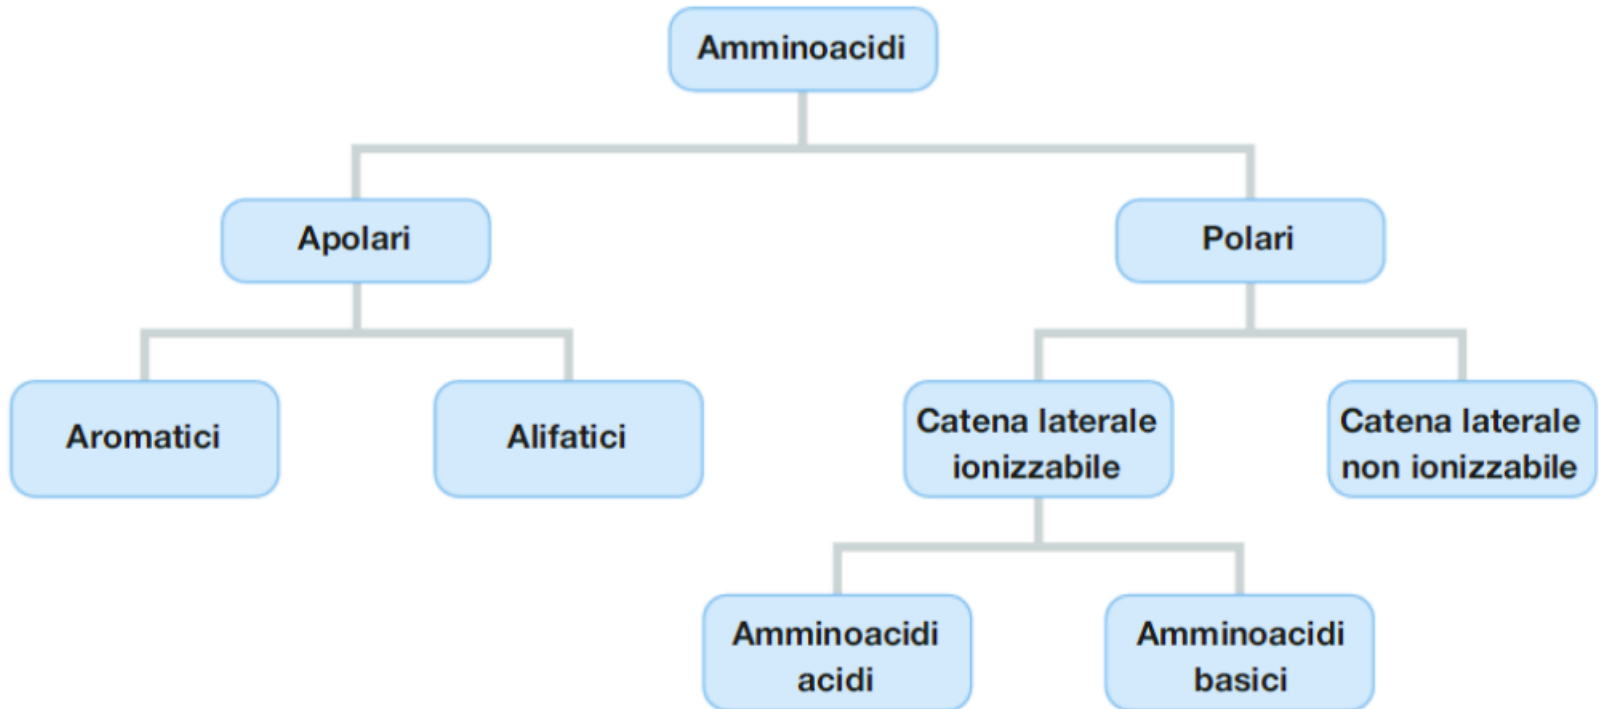 Amminoacidi
Apolari
Polari
Aromatici
Alifatici
Catena laterale
ionizzabile
Catena laterale
non ionizzabile
Amminoacidi
acidi
Amminoacidi
basici